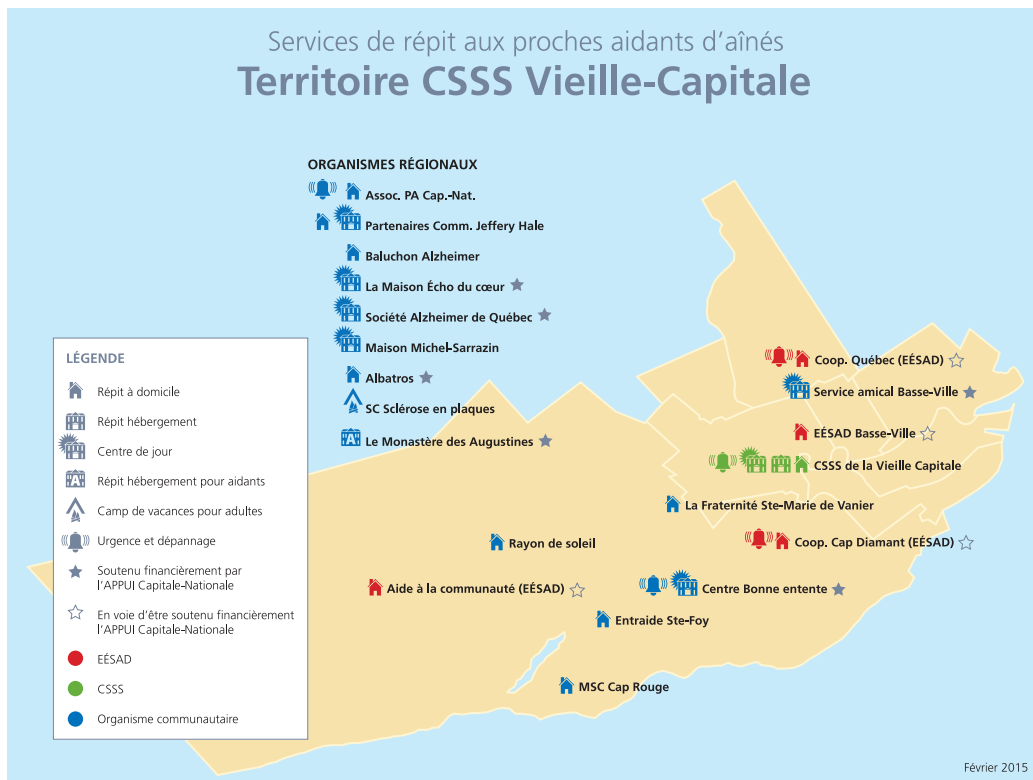 Services de répit aux proches aidants d’aînés
Territoire CSSS Vieille-Capitale
ORGANISMES RÉGIONAUX
Assoc. PA Cap.-Nat.
Partenaires Comm. Jeffery Hale
Baluchon Alzheimer
La Maison Écho du cœur
Société Alzheimer de Québec
Maison Michel-Sarrazin
Albatros
SC Sclérose en plaques
Le Monastère des Augustines
LÉGENDE
Répit à domicile
Répit hébergement
Centre de jour
Répit hébergement pour aidants
Camp de vacances pour adultes
Urgence et dépannage
Soutenu financièrement par
l’APPUI Capitale-Nationale
En voie d’être soutenu financièrement
l’APPUI Capitale-Nationale
EÉSAD
CSSS
Organisme communautaire
Coop. Québec (EÉSAD)
Service amical Basse-Ville
EÉSAD Basse-Ville
CSSS de la Vieille Capitale
La Fraternité Ste-Marie de Vanier
Coop. Cap Diamant (EÉSAD)
Rayon de soleil
Aide à la communauté (EÉSAD)
Centre Bonne entente
Entraide Ste-Foy
MSC Cap Rouge
Février 2015